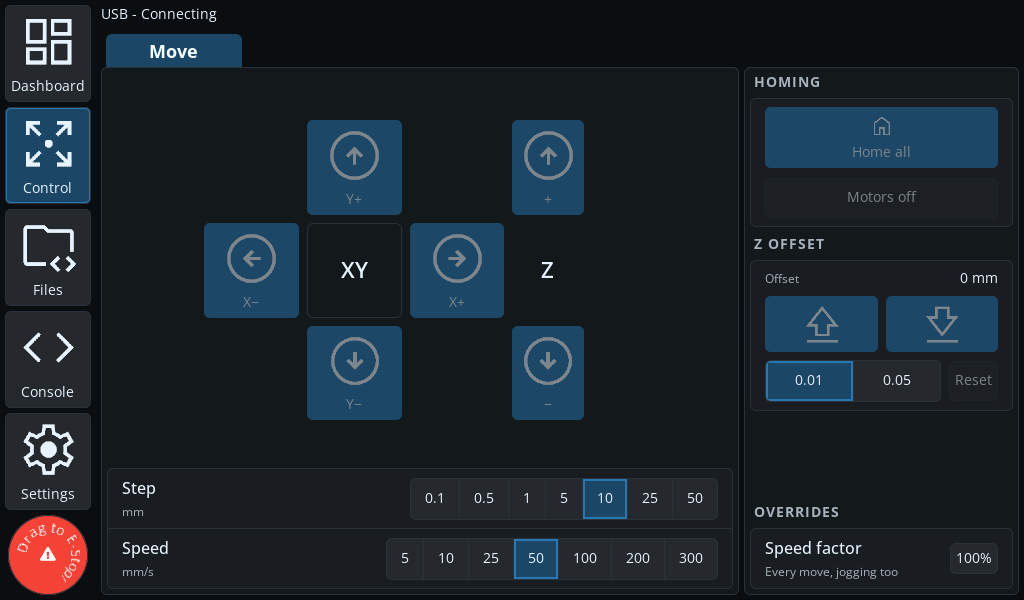 USB - Connecting
Dashboard
Control
Files
Console
Settings
Drag to E-Stop!
Move
Y+
+
X−
XY
X+
Z
Y−
−
Step
mm
0.1 0.5 1 5 10 25 50
Speed
mm/s
5 10 25 50 100 200 300
HOMING
Home all
Motors off
Z OFFSET
Offset 0 mm
0.01 0.05 Reset
OVERRIDES
Speed factor
Every move, jogging too
100%